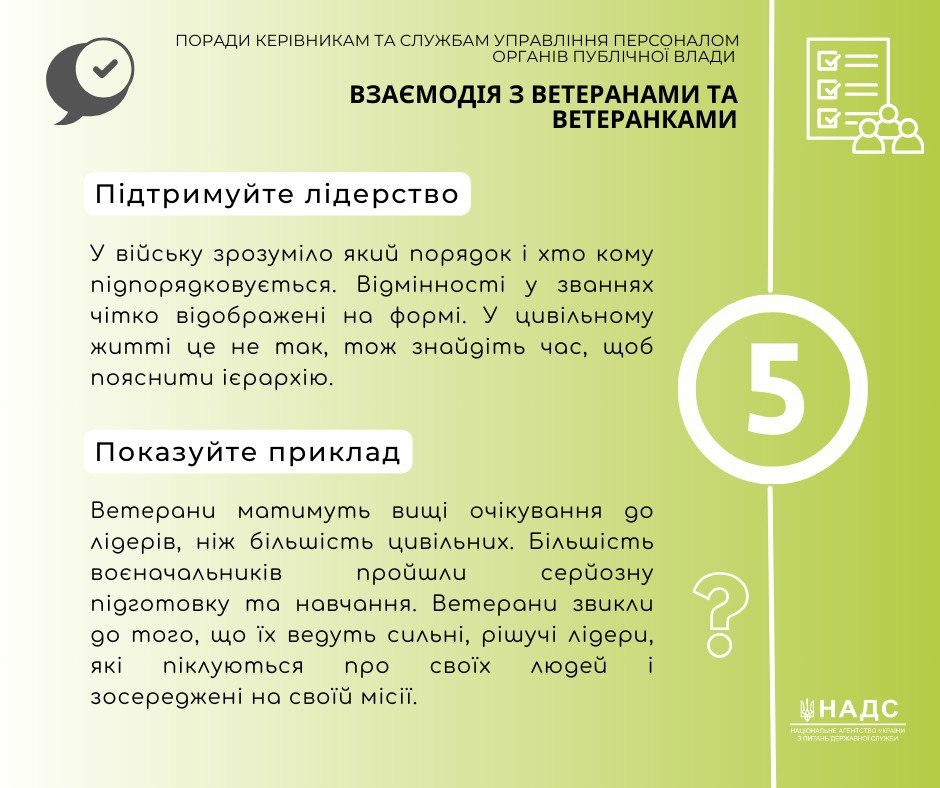 ПОРАДИ КЕРІВНИКАМ ТА СЛУЖБАМ УПРАВЛІННЯ ПЕРСОНАЛОМ
ОРГАНІВ ПУБЛІЧНОЇ ВЛАДИ
ВЗАЄМОДІЯ З ВЕТЕРАНАМИ ТА
ВЕТЕРАНКАМИ
Підтримуйте лідерство
У війську зрозуміло який порядок і хто кому
підпорядковується. Відмінності у званнях
чітко відображені на формі. У цивільному
житті це не так, тож знайдіть час, щоб
пояснити ієрархію.
5
Показуйте приклад
Ветерани матимуть вищі очікування до
лідерів, ніж більшість цивільних. Більшість
воєначальників пройшли серйозну
підготовку та навчання. Ветерани звикли
до того, що їх ведуть сильні, рішучі лідери,
які піклуються про своїх людей і
зосереджені на своїй місії.
?
НАДС
НАЦІОНАЛЬНЕ АГЕНТСТВО УКРАЇНИ
З ПИТАНЬ ДЕРЖАВНОЇ СЛУЖБИ